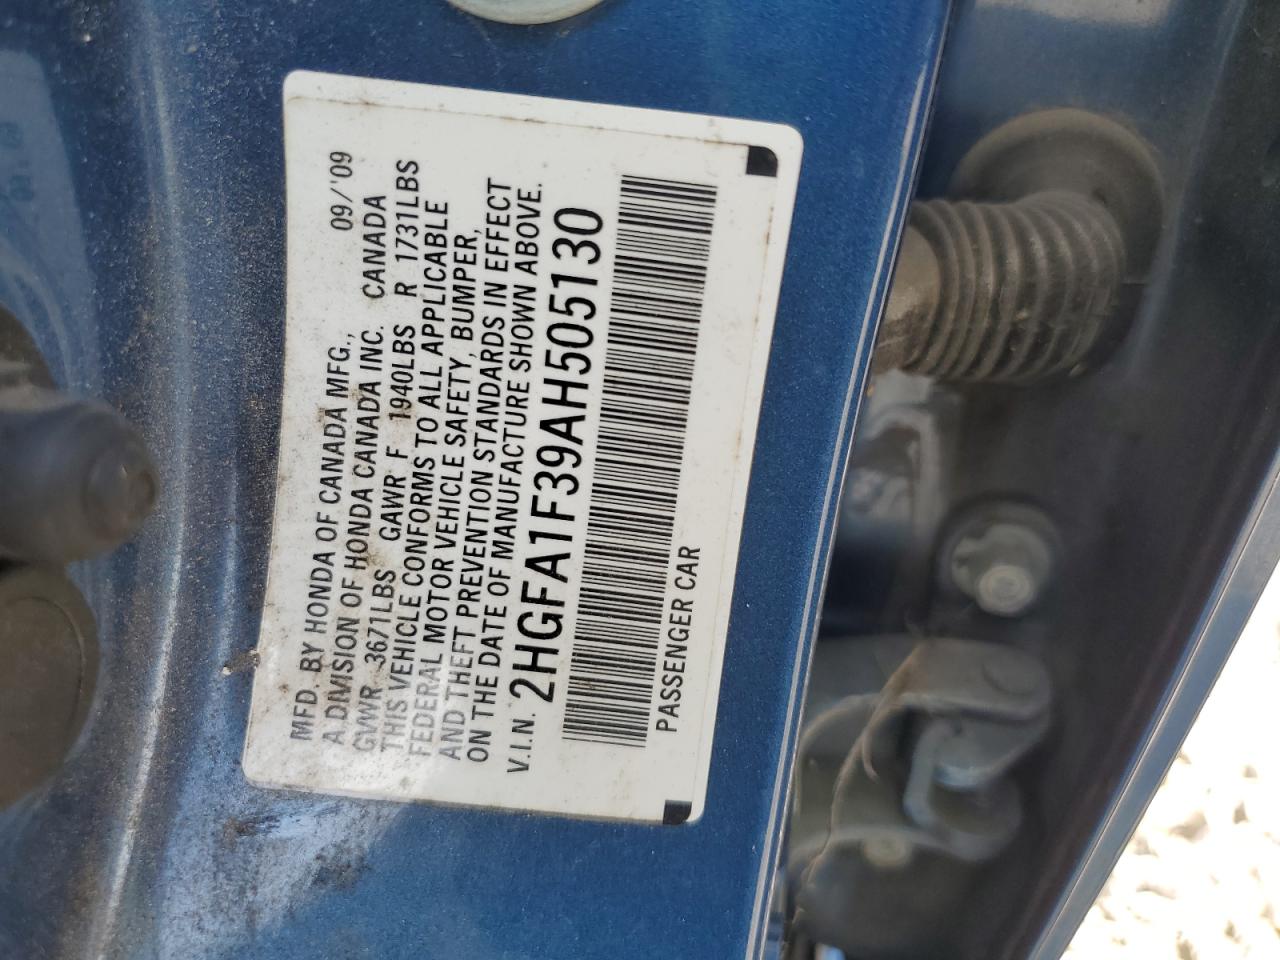 MFD. BY HONDA OF CANADA MFG., 09/'09
A DIVISION OF HONDA CANADA INC. CANADA
GVWR 3671LBS GAWR F 1940LBS R 1731LBS
THIS VEHICLE CONFORMS TO ALL APPLICABLE
FEDERAL MOTOR VEHICLE SAFETY, BUMPER,
AND THEFT PREVENTION STANDARDS IN EFFECT
ON THE DATE OF MANUFACTURE SHOWN ABOVE.
V.I.N. 2HGFA1F39AH505130
PASSENGER CAR